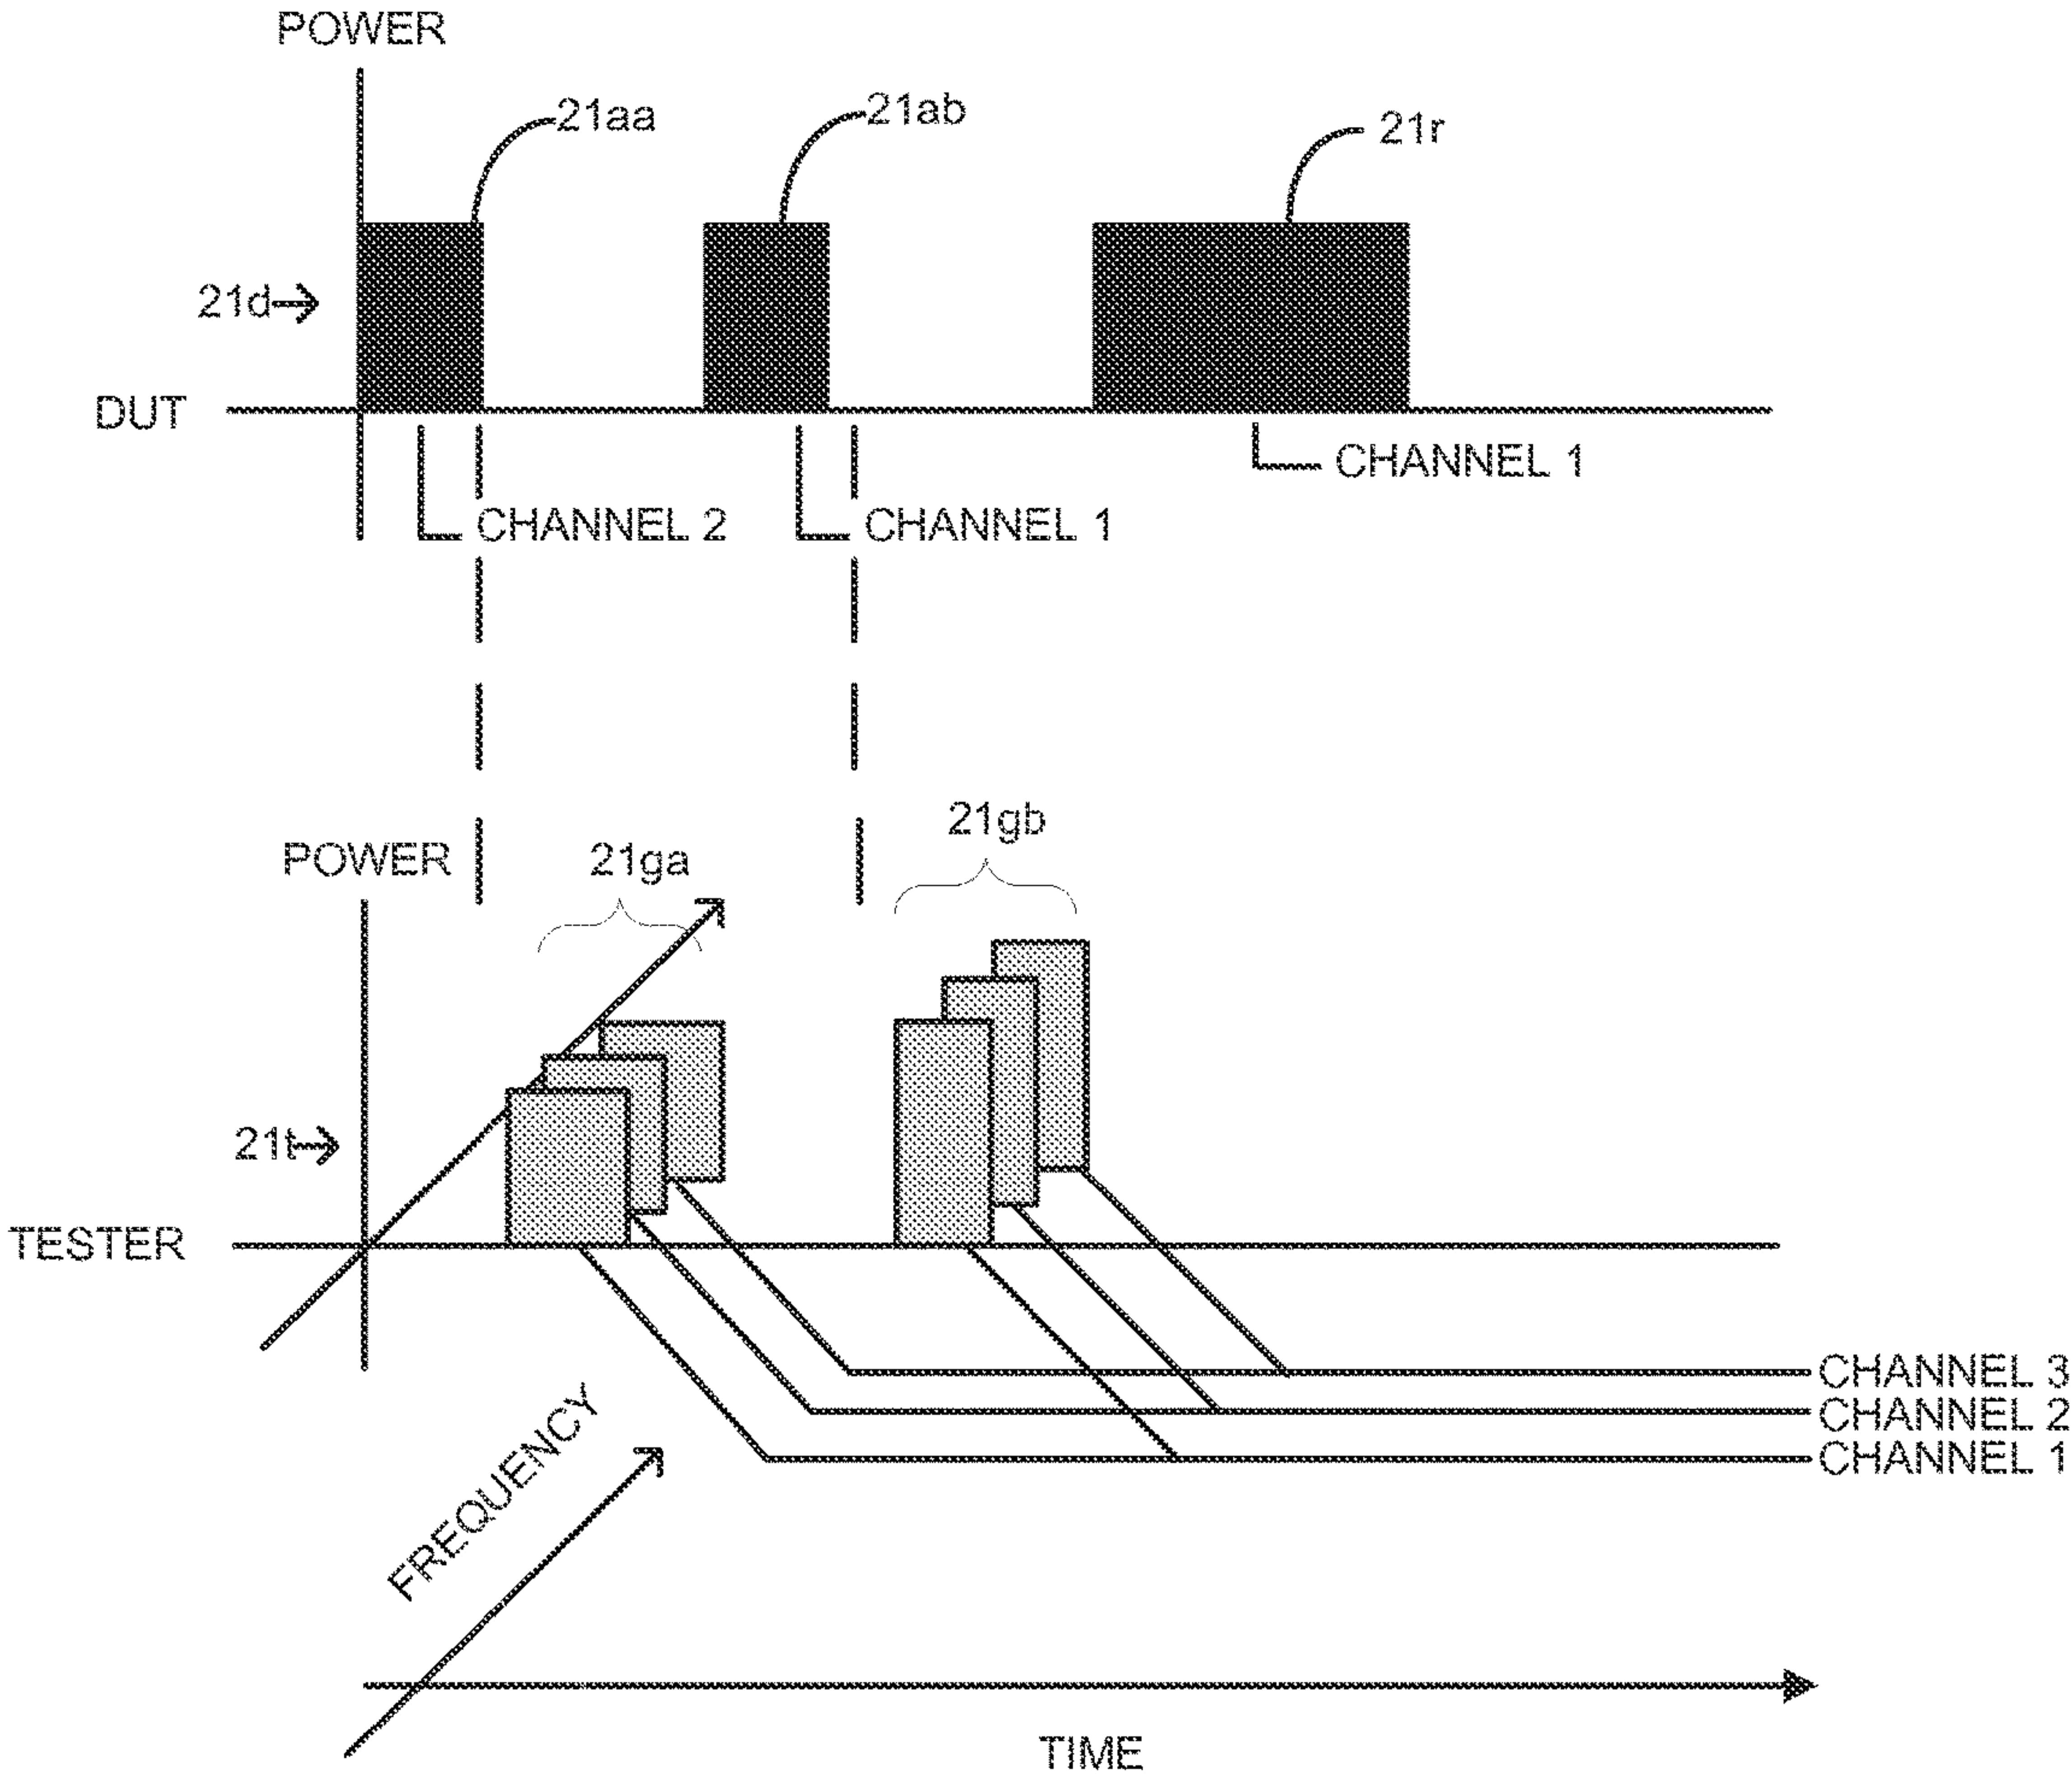 POWER
21aa
21ab
21r
21d
DUT
CHANNEL 1
CHANNEL 2
CHANNEL 1
21gb
POWER
21ga
21t
TESTER
CHANNEL 3
CHANNEL 2
CHANNEL 1
FREQUENCY
TIME